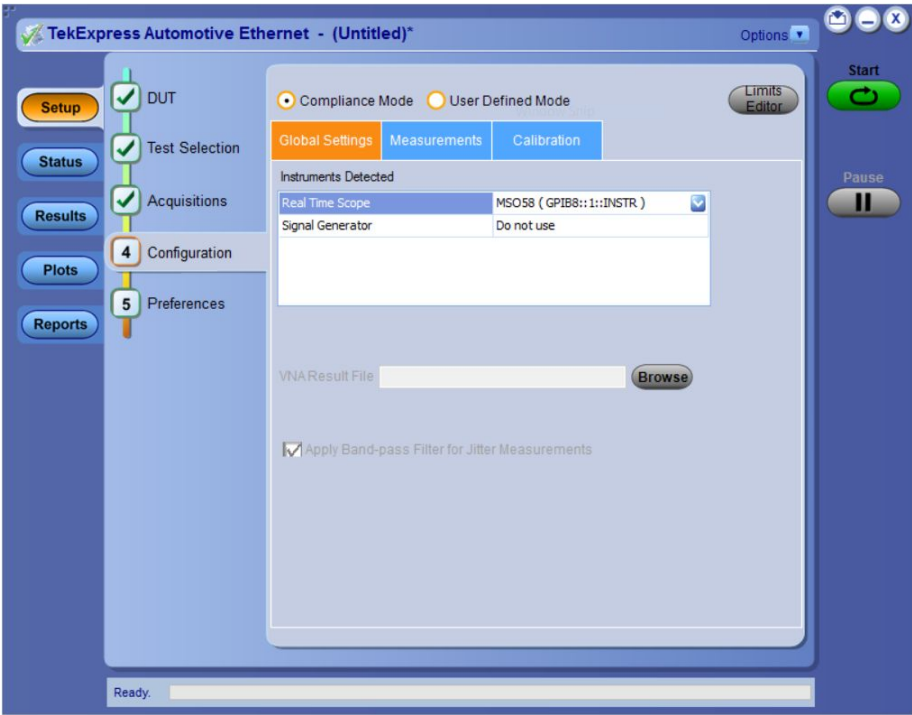 TekExpress Automotive Ethernet - (Untitled)*
Options
X
Start
Setup
Status
Results
Plots
Reports
DUT
Test Selection
Acquisitions
4 Configuration
5 Preferences
Compliance Mode
User Defined Mode
Limits
Editor
Global Settings
Measurements
Calibration
Instruments Detected
Real Time Scope MSO58 ( GPIB8::1::INSTR )
Signal Generator Do not use
VNA Result File
Browse
Apply Band-pass Filter for Jitter Measurements
Pause
Ready.